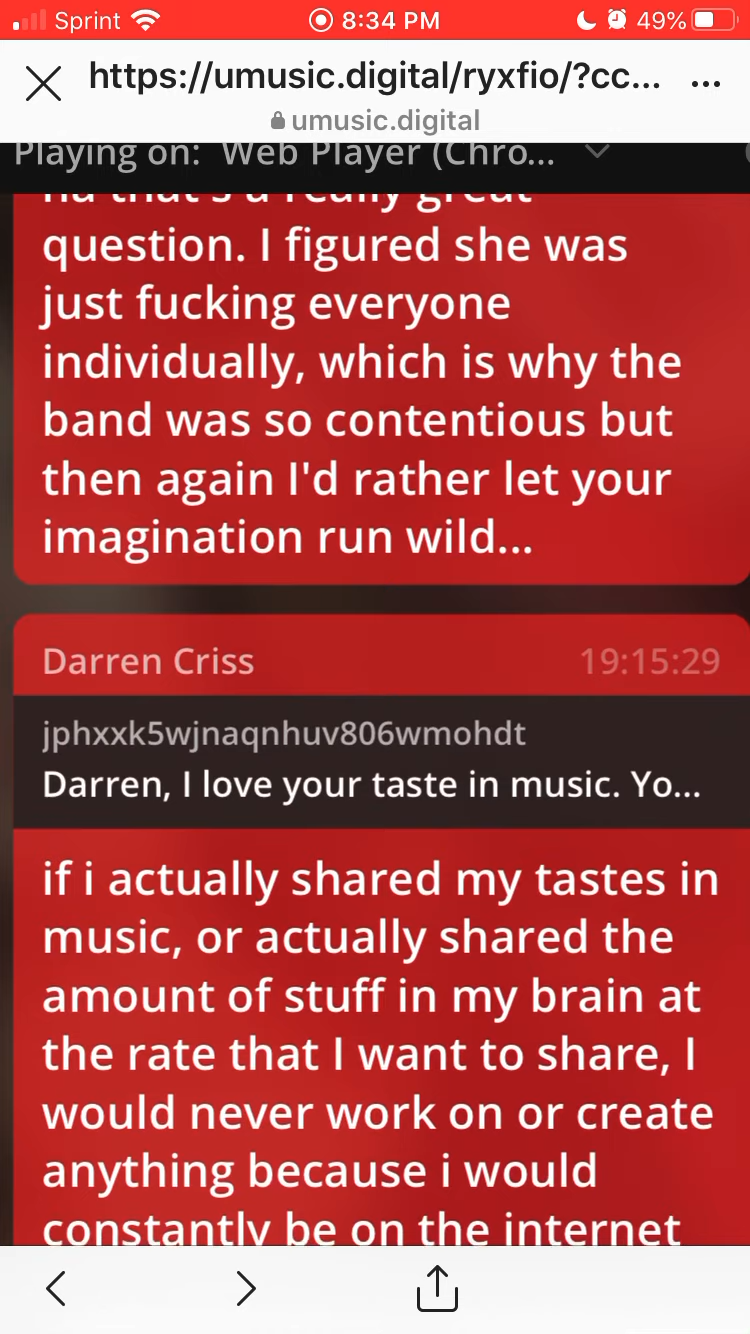 Sprint 8:34 PM 49%
https://umusic.digital/ryxfio/?cc... ...
umusic.digital
Playing on: Web Player (Chro...
na that's a really great
question. I figured she was
just fucking everyone
individually, which is why the
band was so contentious but
then again I'd rather let your
imagination run wild...
Darren Criss 19:15:29
jphxxk5wjnaqnhuv806wmohdt
Darren, I love your taste in music. Yo...
if i actually shared my tastes in
music, or actually shared the
amount of stuff in my brain at
the rate that I want to share, I
would never work on or create
anything because i would
constantly be on the internet